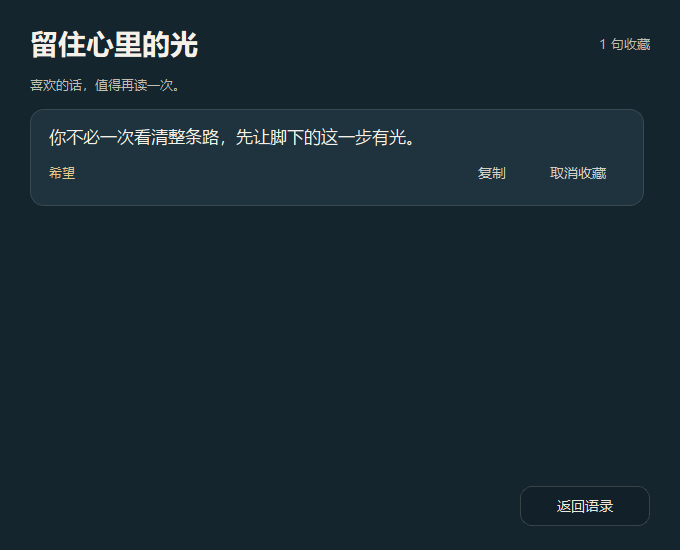 留住心里的光
1 句收藏
喜欢的话，值得再读一次。
你不必一次看清整条路，先让脚下的这一步有光。
希望
复制
取消收藏
返回语录